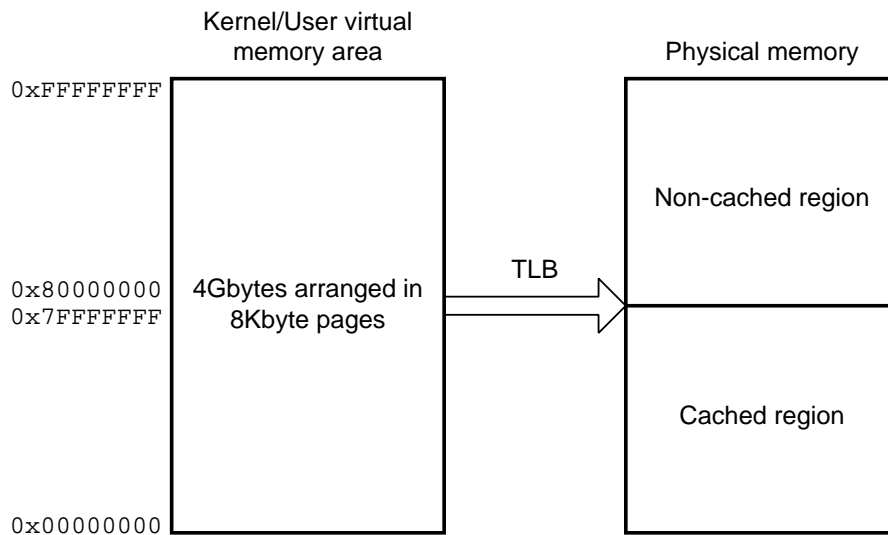 Kernel/User virtual
memory area
Physical memory
0xFFFFFFFF
Non-cached region
TLB
0x80000000
4Gbytes arranged in
0x7FFFFFFF
8Kbyte pages
Cached region
0x00000000